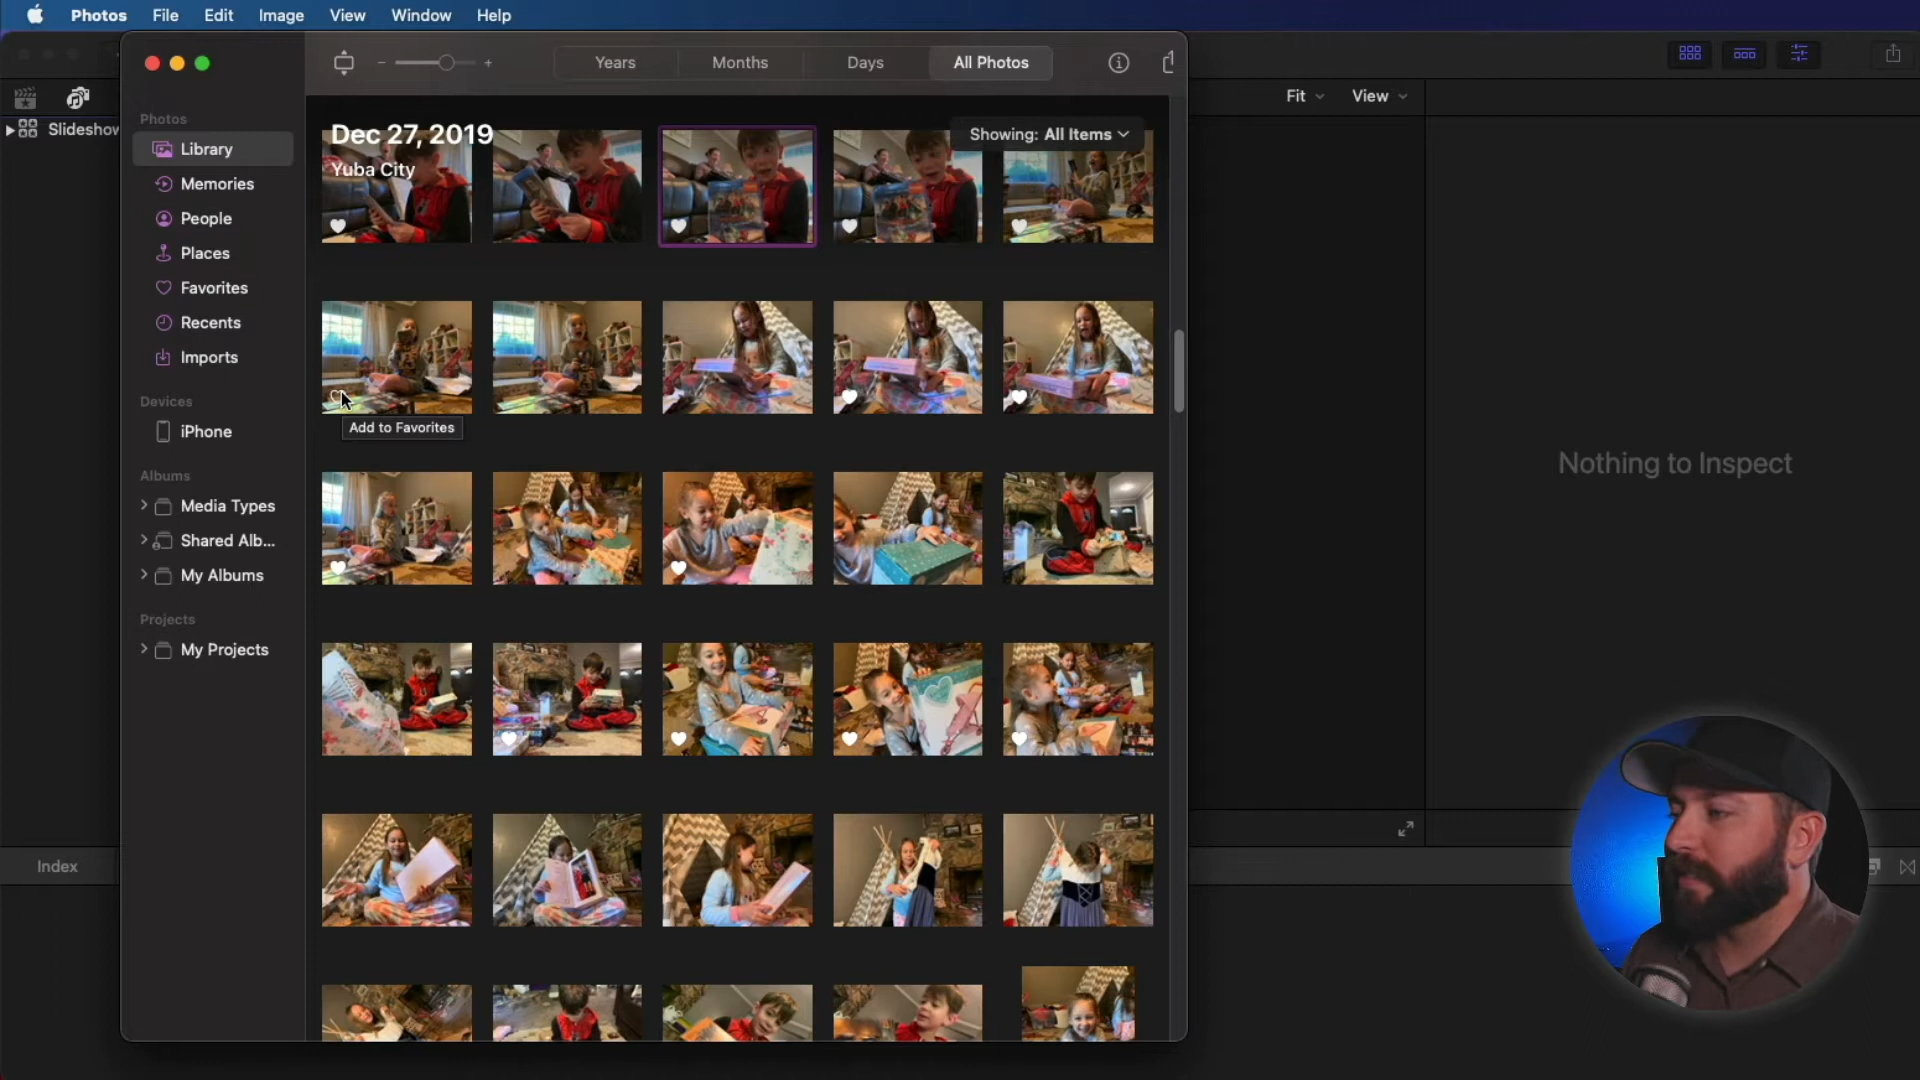 Photos File Edit Image View Window Help
Years Months Days All Photos
Fit View
Photos
Slideshow
Dec 27, 2019
Yuba City
Showing: All Items
Library
Memories
People
Places
Favorites
Recents
Imports
Add to Favorites
Devices
iPhone
Albums
Media Types
Shared Alb...
My Albums
Projects
My Projects
Nothing to Inspect
Index